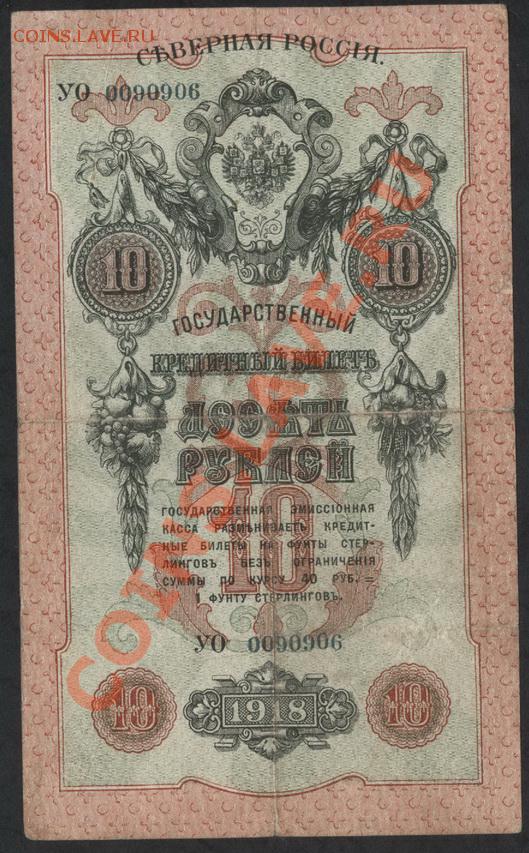 COINS.LAVE.RU
СѢВЕРНАЯ РОССІЯ.
УО 0090906
10 10
ГОСУДАРСТВЕННЫЙ
КРЕДИТНЫЙ БИЛЕТЪ
ДЕСЯТЬ
РУБЛЕЙ
10
ГОСУДАРСТВЕННАЯ ЭМИССІОННАЯ
КАССА РАЗМѢНИВАЕТЪ КРЕДИТ-
НЫЕ БИЛЕТЫ НА ФУНТЫ СТЕР-
ЛИНГОВЪ БЕЗЪ ОГРАНИЧЕНІЯ
СУММЫ ПО КУРСУ 40 РУБ. =
1 ФУНТУ СТЕРЛИНГОВЪ.
УО 0090906
10 1918 10
COINS.LAVE.RU